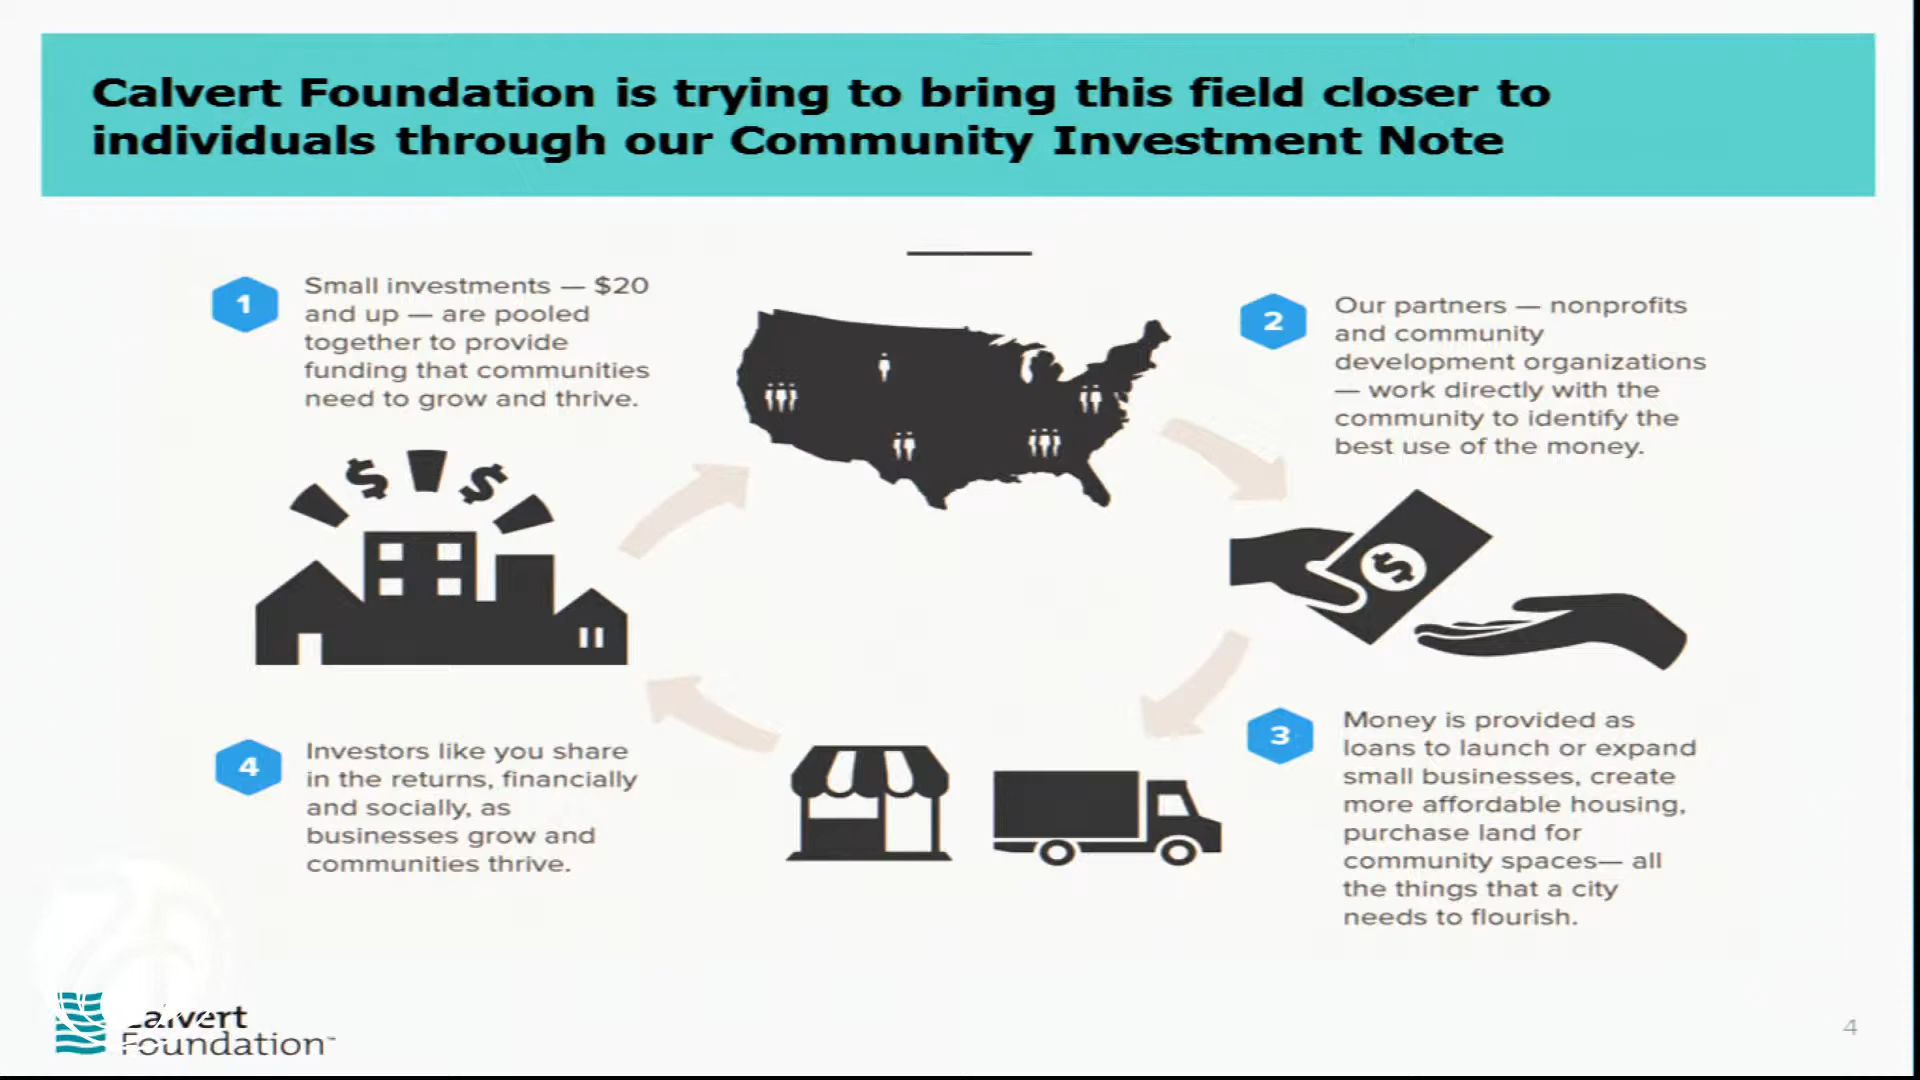 Calvert Foundation is trying to bring this field closer to
individuals through our Community Investment Note
1
Small investments — $20
and up — are pooled
together to provide
funding that communities
need to grow and thrive.
2
Our partners — nonprofits
and community
development organizations
— work directly with the
community to identify the
best use of the money.
$ $
$
3
Money is provided as
loans to launch or expand
small businesses, create
more affordable housing,
purchase land for
community spaces— all
the things that a city
needs to flourish.
4
Investors like you share
in the returns, financially
and socially, as
businesses grow and
communities thrive.
Calvert
Foundation™
4